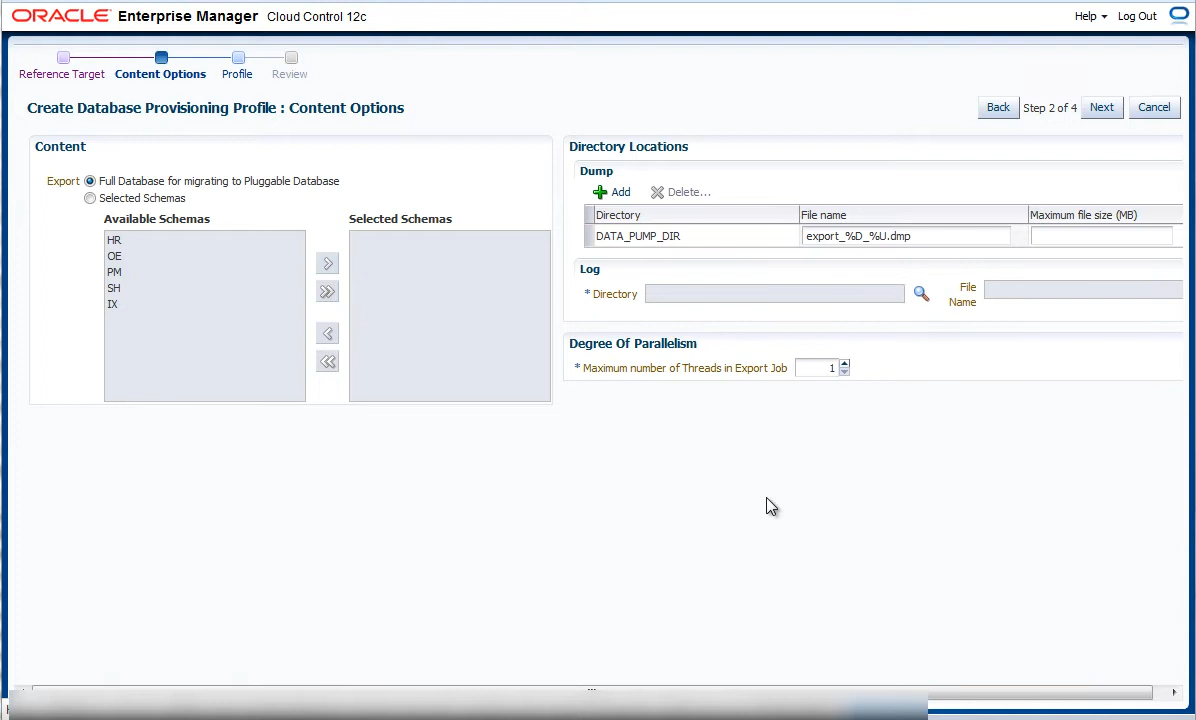 ORACLE Enterprise Manager Cloud Control 12c
Help Log Out
Reference Target Content Options Profile Review
Create Database Provisioning Profile : Content Options
Back Step 2 of 4 Next Cancel
Content
Export Full Database for migrating to Pluggable Database
Selected Schemas
Available Schemas Selected Schemas
HR
OE
PM
SH
IX
Directory Locations
Dump
Add Delete...
Directory File name Maximum file size (MB)
DATA_PUMP_DIR export_%D_%U.dmp
Log
* Directory File
Name
Degree Of Parallelism
* Maximum number of Threads in Export Job 1